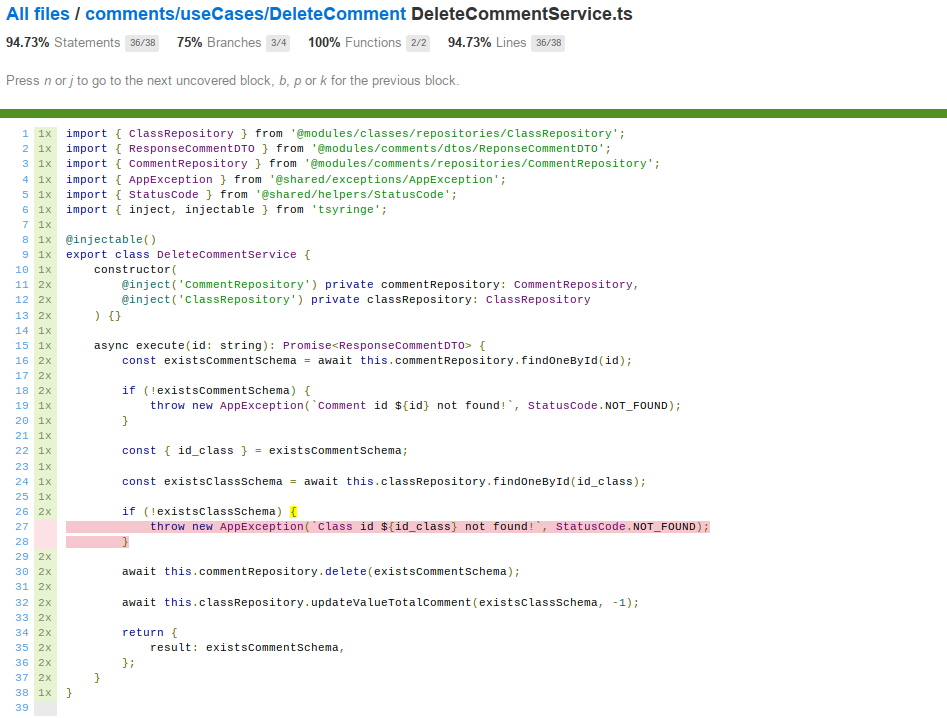 All files / comments/useCases/DeleteComment DeleteCommentService.ts
94.73% Statements 36/38 75% Branches 3/4 100% Functions 2/2 94.73% Lines 36/38
Press n or j to go to the next uncovered block, b, p or k for the previous block.
1 1x import { ClassRepository } from '@modules/classes/repositories/ClassRepository';
2 1x import { ResponseCommentDTO } from '@modules/comments/dtos/ReponseCommentDTO';
3 1x import { CommentRepository } from '@modules/comments/repositories/CommentRepository';
4 1x import { AppException } from '@shared/exceptions/AppException';
5 1x import { StatusCode } from '@shared/helpers/StatusCode';
6 1x import { inject, injectable } from 'tsyringe';
7 1x
8 1x @injectable()
9 1x export class DeleteCommentService {
10 1x constructor(
11 2x @inject('CommentRepository') private commentRepository: CommentRepository,
12 2x @inject('ClassRepository') private classRepository: ClassRepository
13 2x ) {}
14 1x
15 1x async execute(id: string): Promise<ResponseCommentDTO> {
16 2x const existsCommentSchema = await this.commentRepository.findOneById(id);
17 2x
18 2x if (!existsCommentSchema) {
19 1x throw new AppException(`Comment id ${id} not found!`, StatusCode.NOT_FOUND);
20 1x }
21 1x
22 1x const { id_class } = existsCommentSchema;
23 1x
24 1x const existsClassSchema = await this.classRepository.findOneById(id_class);
25 1x
26 2x if (!existsClassSchema) {
27 throw new AppException(`Class id ${id_class} not found!`, StatusCode.NOT_FOUND);
28 }
29 2x
30 2x await this.commentRepository.delete(existsCommentSchema);
31 2x
32 2x await this.classRepository.updateValueTotalComment(existsClassSchema, -1);
33 2x
34 2x return {
35 2x result: existsCommentSchema,
36 2x };
37 2x }
38 1x }
39